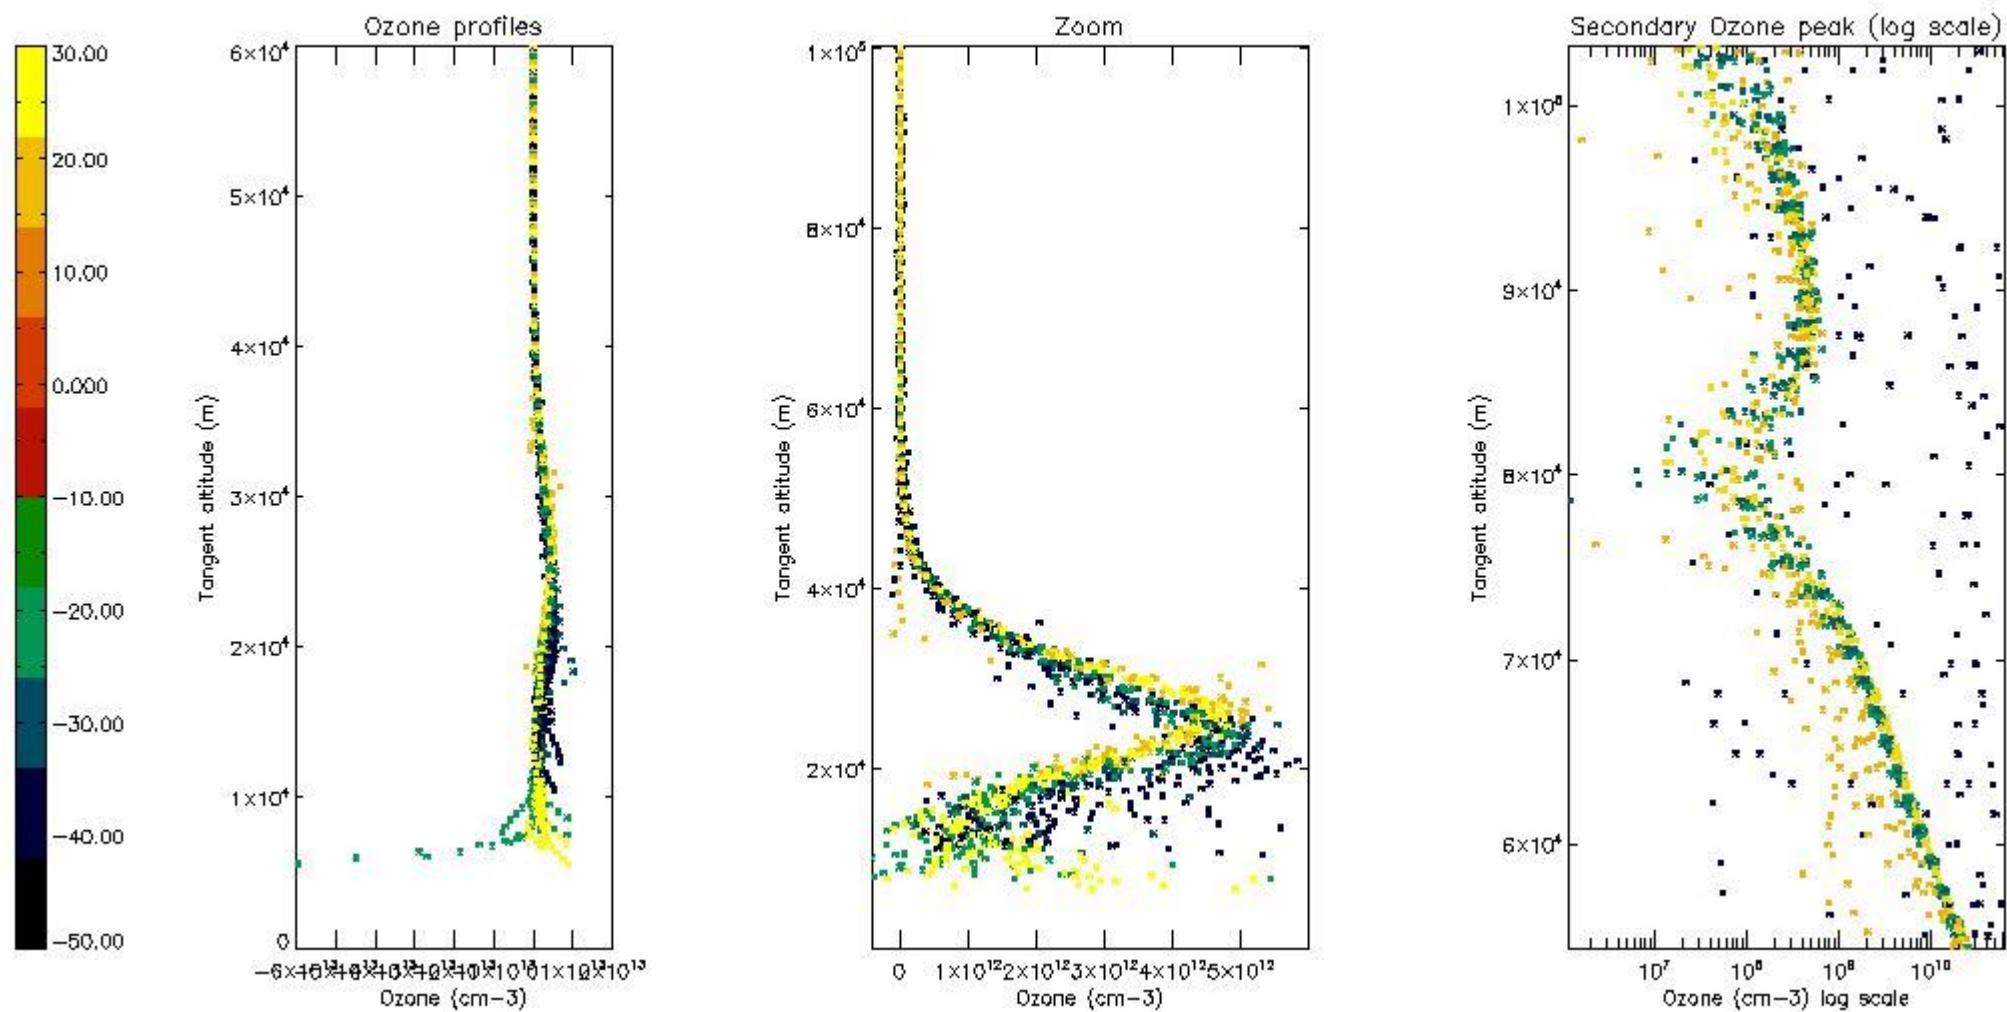 Ozone profiles
Zoom
Secondary Ozone peak (log scale)
30.00
20.00
10.00
0.000
−10.00
−20.00
−30.00
−40.00
−50.00
6×10⁴
5×10⁴
4×10⁴
3×10⁴
2×10⁴
1×10⁴
0
Tangent altitude (m)
Ozone (cm−3)
1×10⁵
8×10⁴
6×10⁴
4×10⁴
2×10⁴
Tangent altitude (m)
0 1×10¹² 2×10¹² 3×10¹² 4×10¹² 5×10¹²
Ozone (cm−3)
1×10⁵
9×10⁴
8×10⁴
7×10⁴
6×10⁴
Tangent altitude (m)
10⁷ 10⁸ 10⁹ 10¹⁰
Ozone (cm−3) log scale